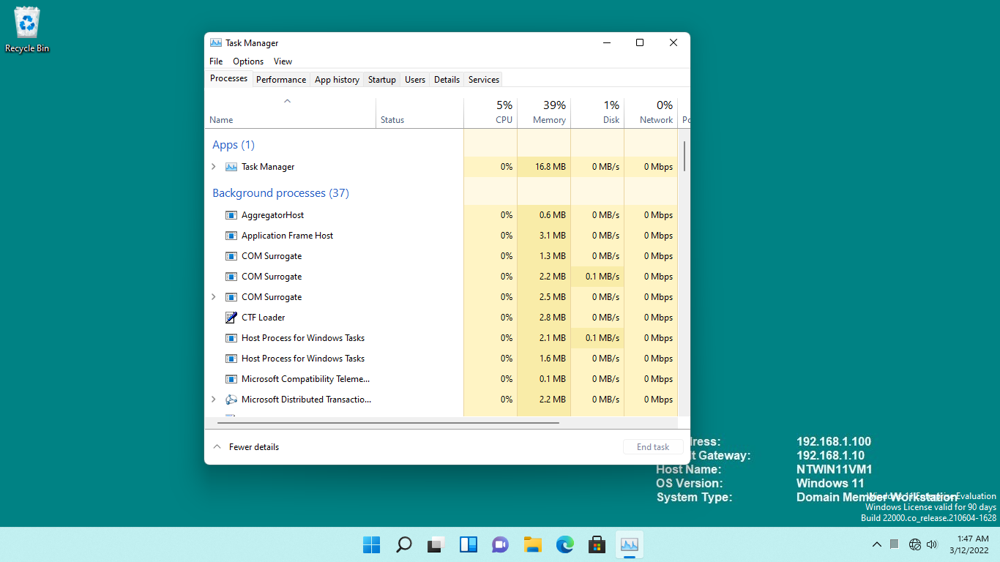 Recycle Bin
Task Manager
File Options View
Processes Performance App history Startup Users Details Services
5% 39% 1% 0%
Name Status CPU Memory Disk Network Po
Apps (1)
Task Manager 0% 16.8 MB 0 MB/s 0 Mbps
Background processes (37)
AggregatorHost 0% 0.6 MB 0 MB/s 0 Mbps
Application Frame Host 0% 3.1 MB 0 MB/s 0 Mbps
COM Surrogate 0% 1.3 MB 0 MB/s 0 Mbps
COM Surrogate 0% 2.2 MB 0.1 MB/s 0 Mbps
COM Surrogate 0% 2.5 MB 0 MB/s 0 Mbps
CTF Loader 0% 2.8 MB 0 MB/s 0 Mbps
Host Process for Windows Tasks 0% 2.1 MB 0.1 MB/s 0 Mbps
Host Process for Windows Tasks 0% 1.6 MB 0 MB/s 0 Mbps
Microsoft Compatibility Teleme... 0% 0.1 MB 0 MB/s 0 Mbps
Microsoft Distributed Transactio... 0% 2.2 MB 0 MB/s 0 Mbps
Fewer details End task
ress: 192.168.1.100
t Gateway: 192.168.1.10
Host Name: NTWIN11VM1
OS Version: Windows 11
System Type: Domain Member Workstation
Windows 11 Enterprise Evaluation
Windows License valid for 90 days
Build 22000.co_release.210604-1628
1:47 AM
3/12/2022